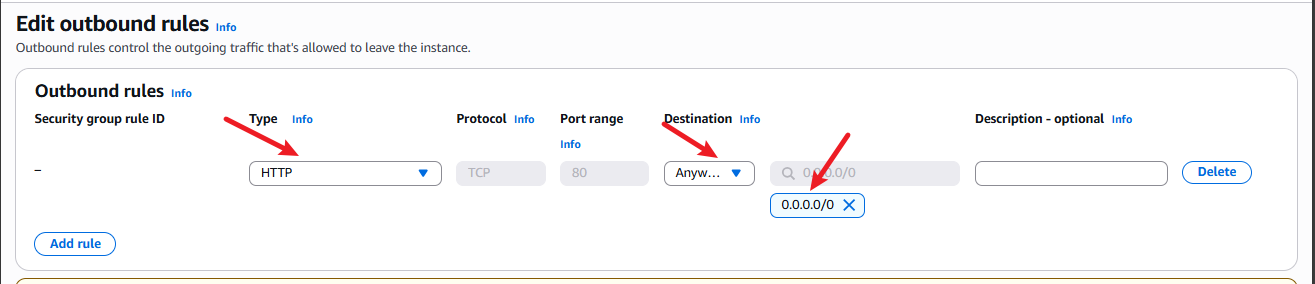 Edit outbound rules Info
Outbound rules control the outgoing traffic that's allowed to leave the instance.
Outbound rules Info
Security group rule ID Type Info Protocol Info Port range Info Destination Info Description - optional Info
– HTTP TCP 80 Anyw... 0.0.0.0/0 Delete
0.0.0.0/0
Add rule